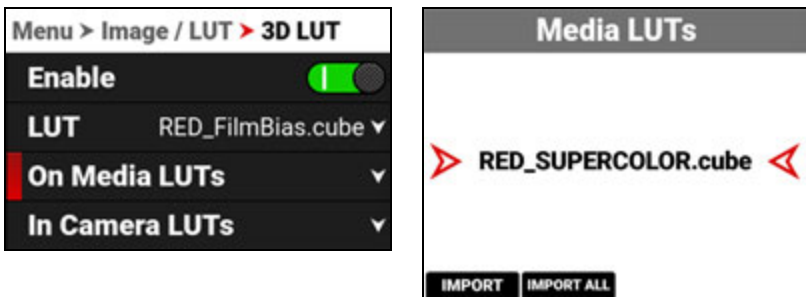 Menu > Image / LUT > 3D LUT
Enable
LUT RED_FilmBias.cube
On Media LUTs
In Camera LUTs
Media LUTs
RED_SUPERCOLOR.cube
IMPORT IMPORT ALL